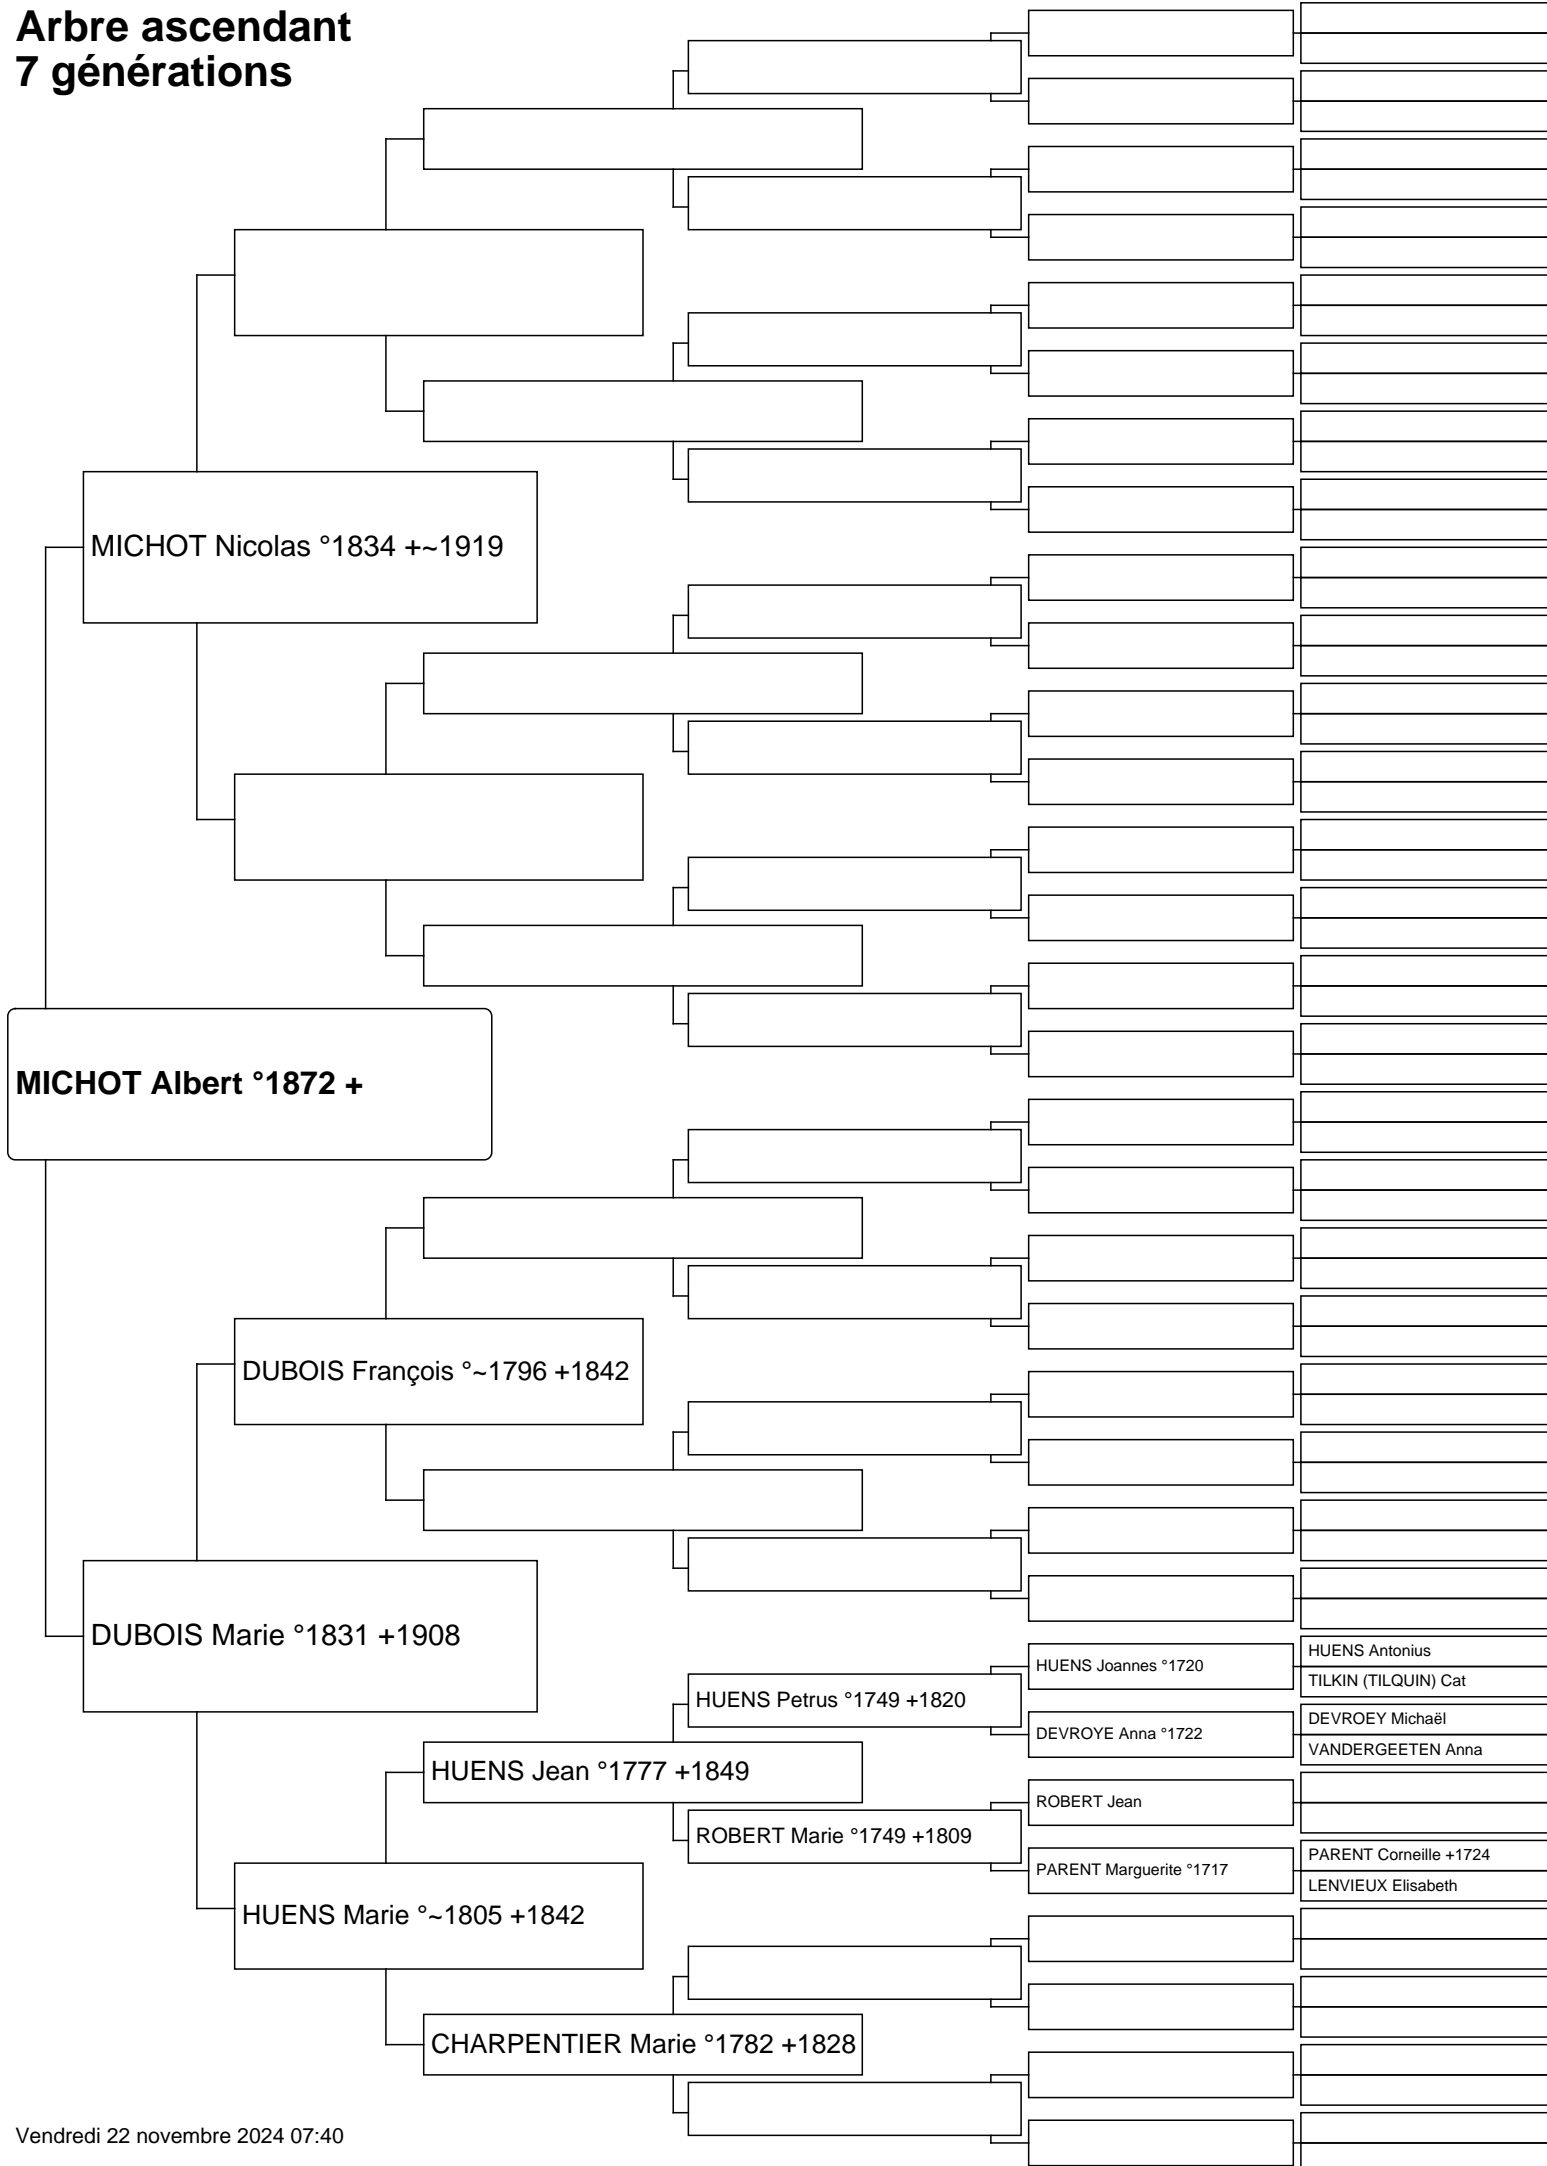 Arbre ascendant
7 générations
MICHOT Nicolas °1834 +~1919
MICHOT Albert °1872 +
DUBOIS François °~1796 +1842
DUBOIS Marie °1831 +1908
HUENS Antonius
HUENS Joannes °1720
TILKIN (TILQUIN) Cat
HUENS Petrus °1749 +1820
DEVROEY Michaël
DEVROYE Anna °1722
VANDERGEETEN Anna
HUENS Jean °1777 +1849
ROBERT Jean
ROBERT Marie °1749 +1809
PARENT Corneille +1724
PARENT Marguerite °1717
LENVIEUX Elisabeth
HUENS Marie °~1805 +1842
CHARPENTIER Marie °1782 +1828
Vendredi 22 novembre 2024 07:40